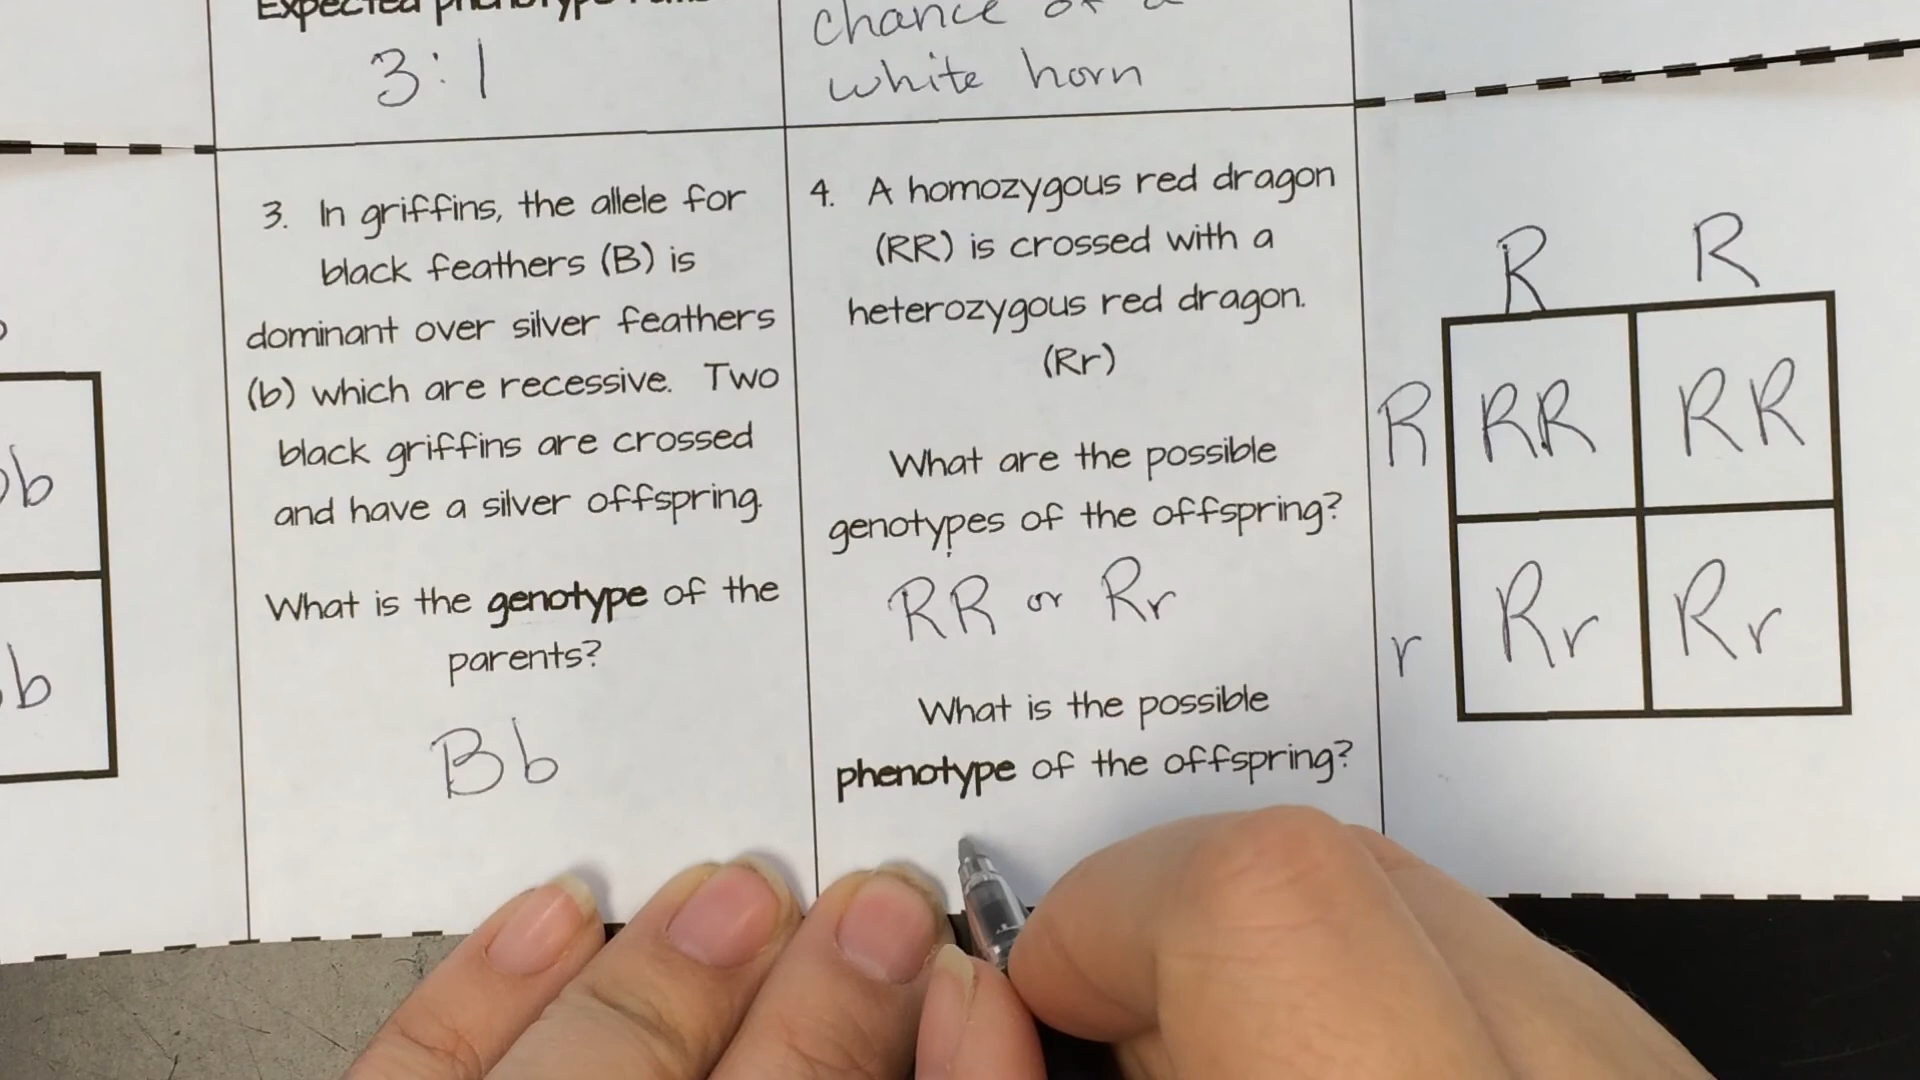 Expected phenotype
3:1
chance of a
white horn
3. In griffins, the allele for
black feathers (B) is
dominant over silver feathers
(b) which are recessive. Two
black griffins are crossed
and have a silver offspring.
What is the genotype of the
parents?
Bb
4. A homozygous red dragon
(RR) is crossed with a
heterozygous red dragon.
(Rr)
What are the possible
genotypes of the offspring?
RR or Rr
What is the possible
phenotype of the offspring?
R R
R RR RR
r Rr Rr
b
b